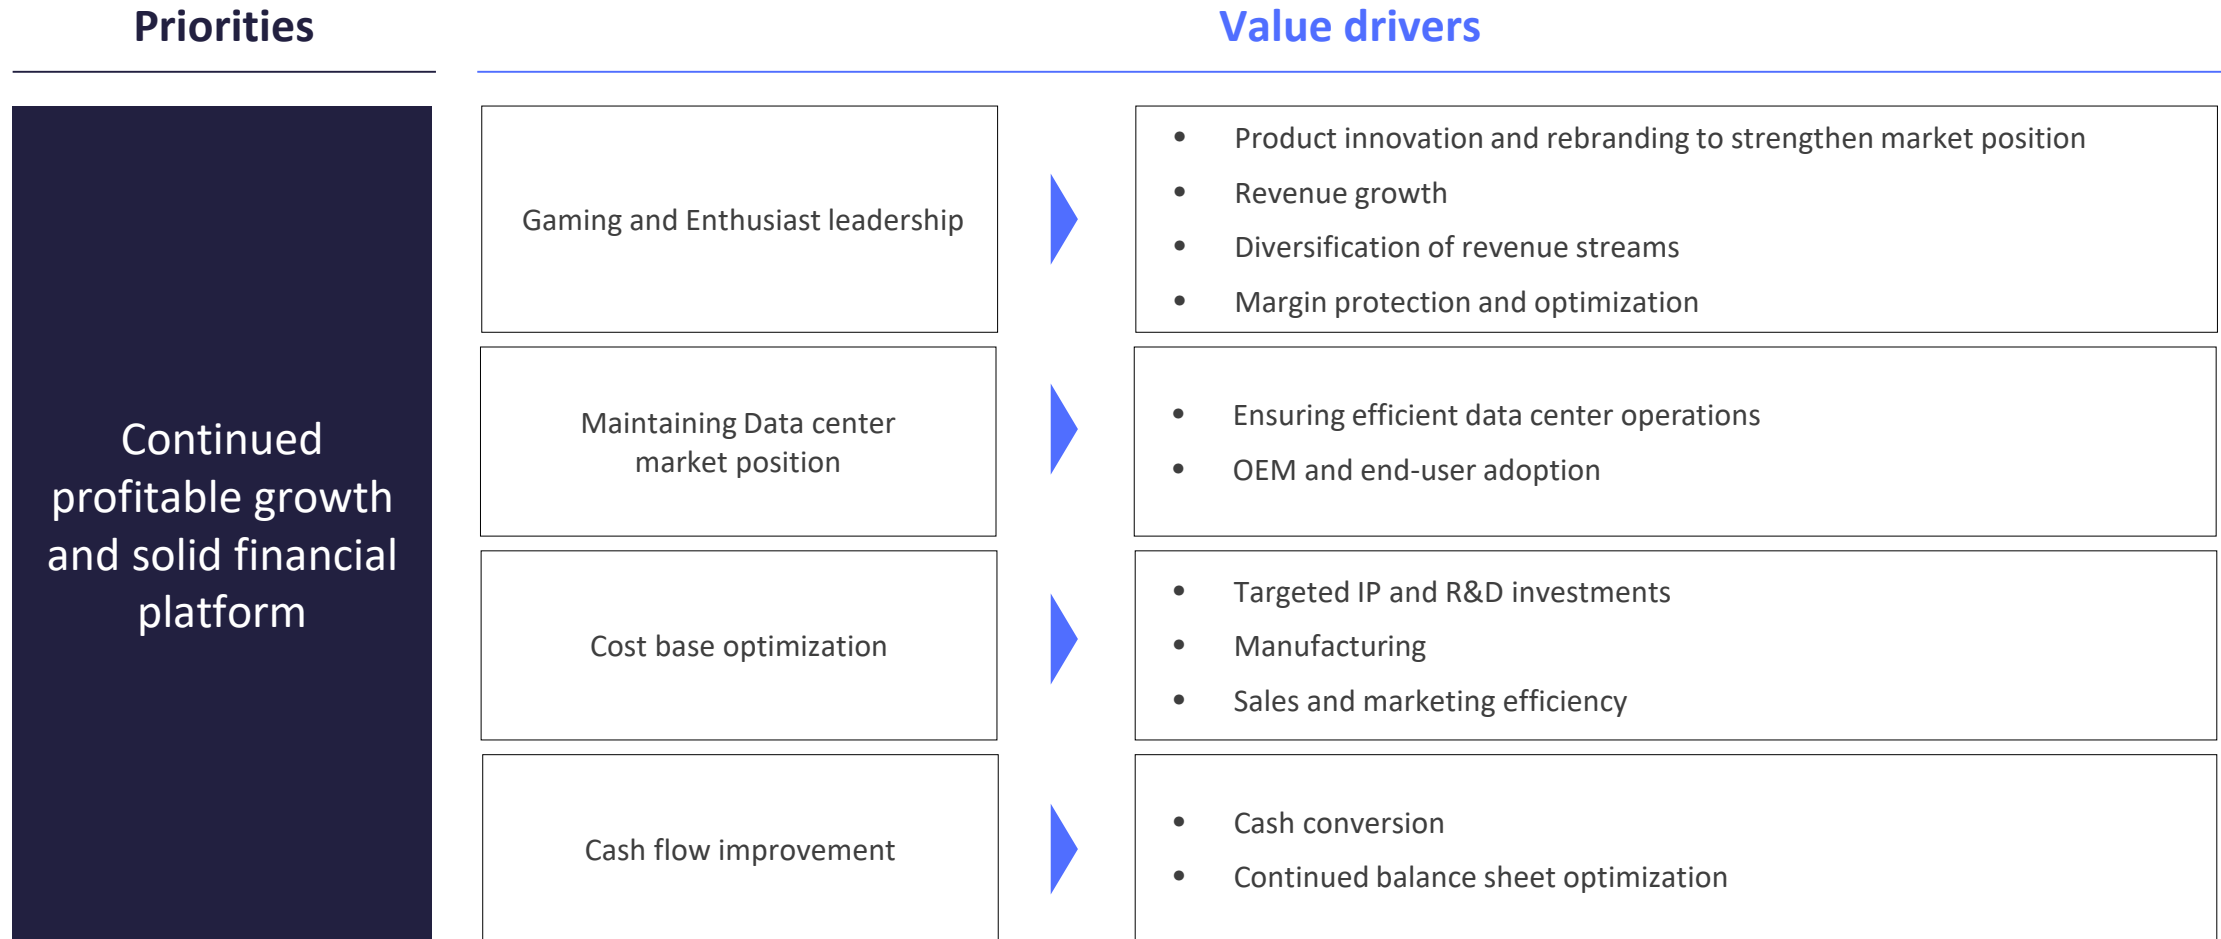 Priorities
Value drivers
Continued
profitable growth
and solid financial
platform
Gaming and Enthusiast leadership
• Product innovation and rebranding to strengthen market position
• Revenue growth
• Diversification of revenue streams
• Margin protection and optimization
Maintaining Data center
market position
• Ensuring efficient data center operations
• OEM and end-user adoption
Cost base optimization
• Targeted IP and R&D investments
• Manufacturing
• Sales and marketing efficiency
Cash flow improvement
• Cash conversion
• Continued balance sheet optimization